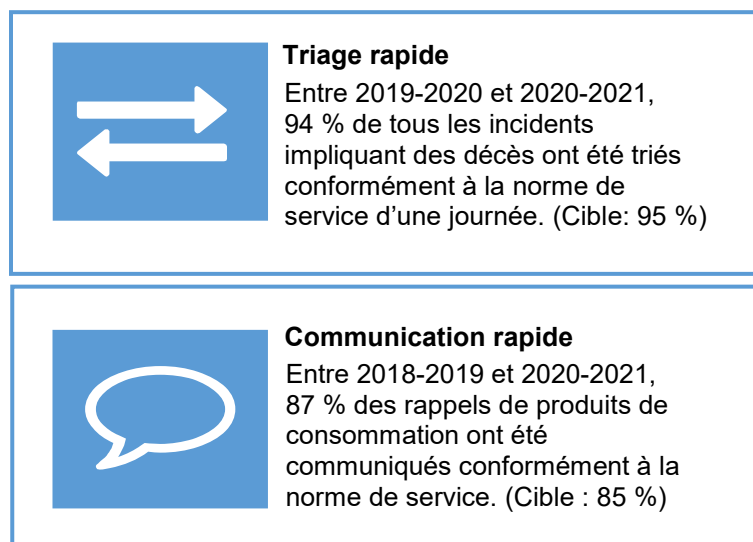 Triage rapide
Entre 2019-2020 et 2020-2021,
94 % de tous les incidents
impliquant des décès ont été triés
conformément à la norme de
service d’une journée. (Cible: 95 %)
Communication rapide
Entre 2018-2019 et 2020-2021,
87 % des rappels de produits de
consommation ont été
communiqués conformément à la
norme de service. (Cible : 85 %)